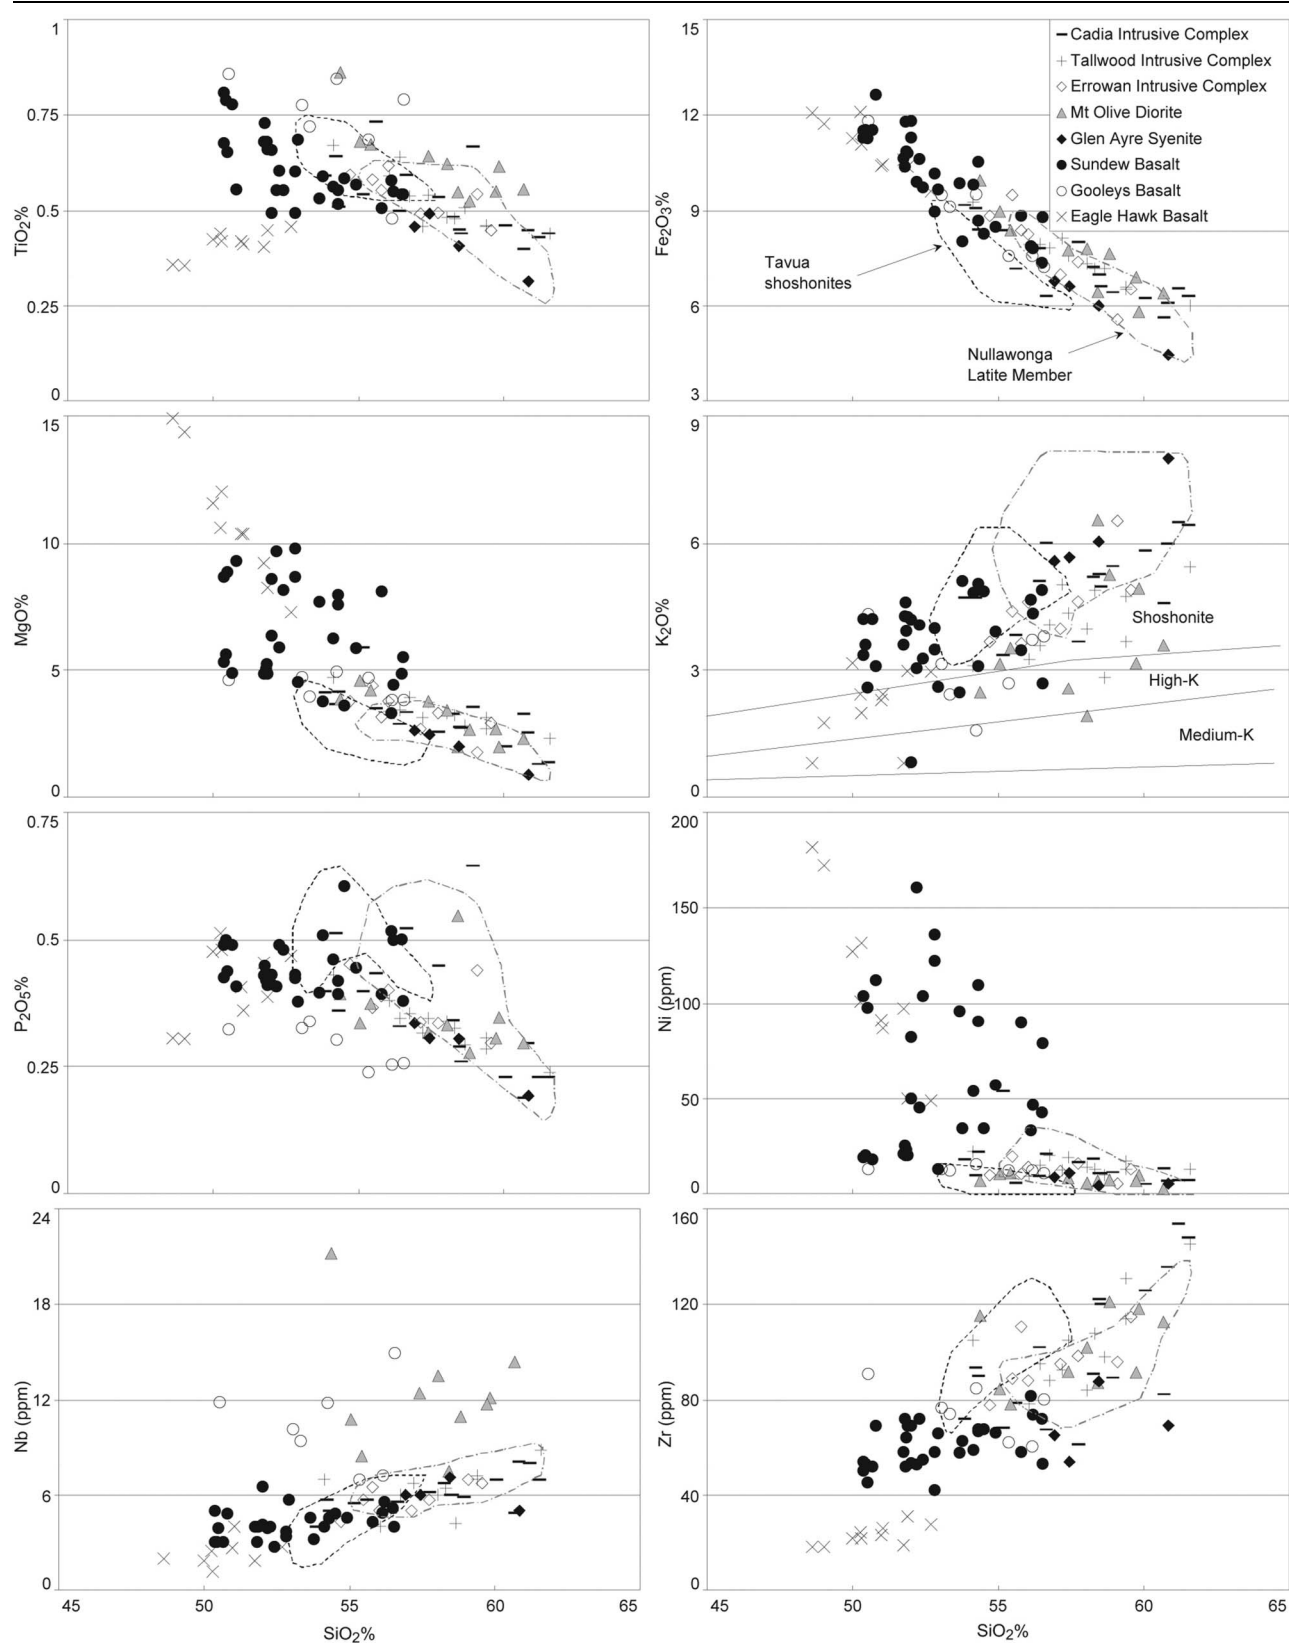 1
0.75
TiO2%
0.5
0.25
0
15
12
Fe2O3%
9
6
3
Cadia Intrusive Complex
Tallwood Intrusive Complex
Errowan Intrusive Complex
Mt Olive Diorite
Glen Ayre Syenite
Sundew Basalt
Gooleys Basalt
Eagle Hawk Basalt
Tavua
shoshonites
Nullawonga
Latite Member
15
10
MgO%
5
0
9
6
K2O%
3
0
Shoshonite
High-K
Medium-K
0.75
0.5
P2O5%
0.25
0
200
150
Ni (ppm)
100
50
0
24
18
Nb (ppm)
12
6
0
45 50 55 60 65
SiO2%
160
120
Zr (ppm)
80
40
0
45 50 55 60 65
SiO2%